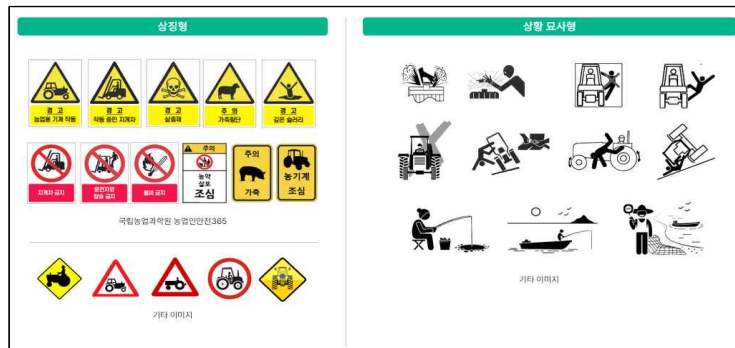 상징형
경 고
농업용 기계 작동
경 고
작동 중인 지게차
경 고
살충제
주 의
가축횡단
경 고
깊은 슬러리
지게차 금지
운전자외
탑승 금지
불씨 금지
주의
농약
살포
조심
주의
가축
농기계
조심
국립농업과학원 농업인안전365
기타 이미지
상황 묘사형
기타 이미지